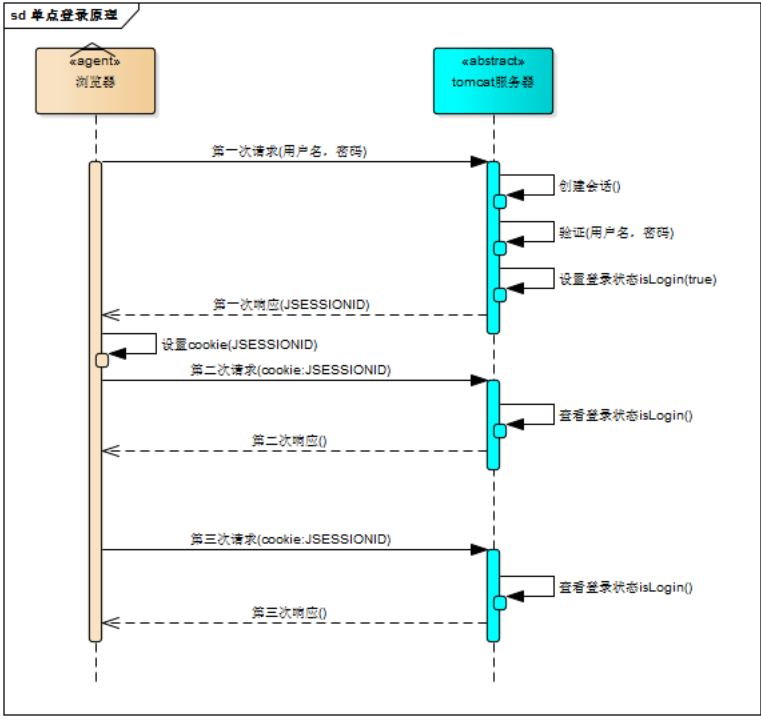 sd 单点登录原理
«agent»
浏览器
«abstract»
tomcat服务器
第一次请求(用户名，密码)
创建会话()
验证(用户名，密码)
设置登录状态isLogin(true)
第一次响应(JSESSIONID)
设置cookie(JSESSIONID)
第二次请求(cookie:JSESSIONID)
查看登录状态isLogin()
第二次响应()
第三次请求(cookie:JSESSIONID)
查看登录状态isLogin()
第三次响应()